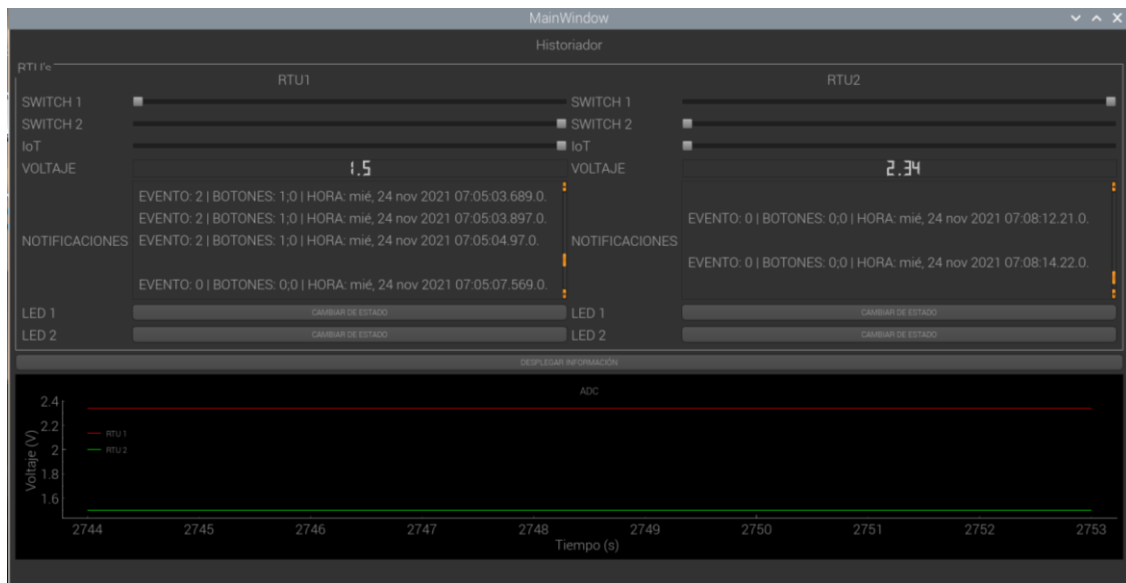 MainWindow
Historiador
RTU's
RTU1 RTU2
SWITCH 1 SWITCH 1
SWITCH 2 SWITCH 2
IoT IoT
VOLTAJE 1.5 VOLTAJE 2.34
EVENTO: 2 | BOTONES: 1;0 | HORA: mié, 24 nov 2021 07:05:03.689.0.
EVENTO: 2 | BOTONES: 1;0 | HORA: mié, 24 nov 2021 07:05:03.897.0.
EVENTO: 0 | BOTONES: 0;0 | HORA: mié, 24 nov 2021 07:08:12.21.0.
NOTIFICACIONES EVENTO: 2 | BOTONES: 1;0 | HORA: mié, 24 nov 2021 07:05:04.97.0. NOTIFICACIONES
EVENTO: 0 | BOTONES: 0;0 | HORA: mié, 24 nov 2021 07:08:14.22.0.
EVENTO: 0 | BOTONES: 0;0 | HORA: mié, 24 nov 2021 07:05:07.569.0.
LED 1 CAMBIAR DE ESTADO LED 1 CAMBIAR DE ESTADO
LED 2 CAMBIAR DE ESTADO LED 2 CAMBIAR DE ESTADO
DESPLEGAR INFORMACIÓN
ADC
2.4
2.2
2
1.8
1.6
Voltaje (V)
RTU 1
RTU 2
2744 2745 2746 2747 2748 2749 2750 2751 2752 2753
Tiempo (s)